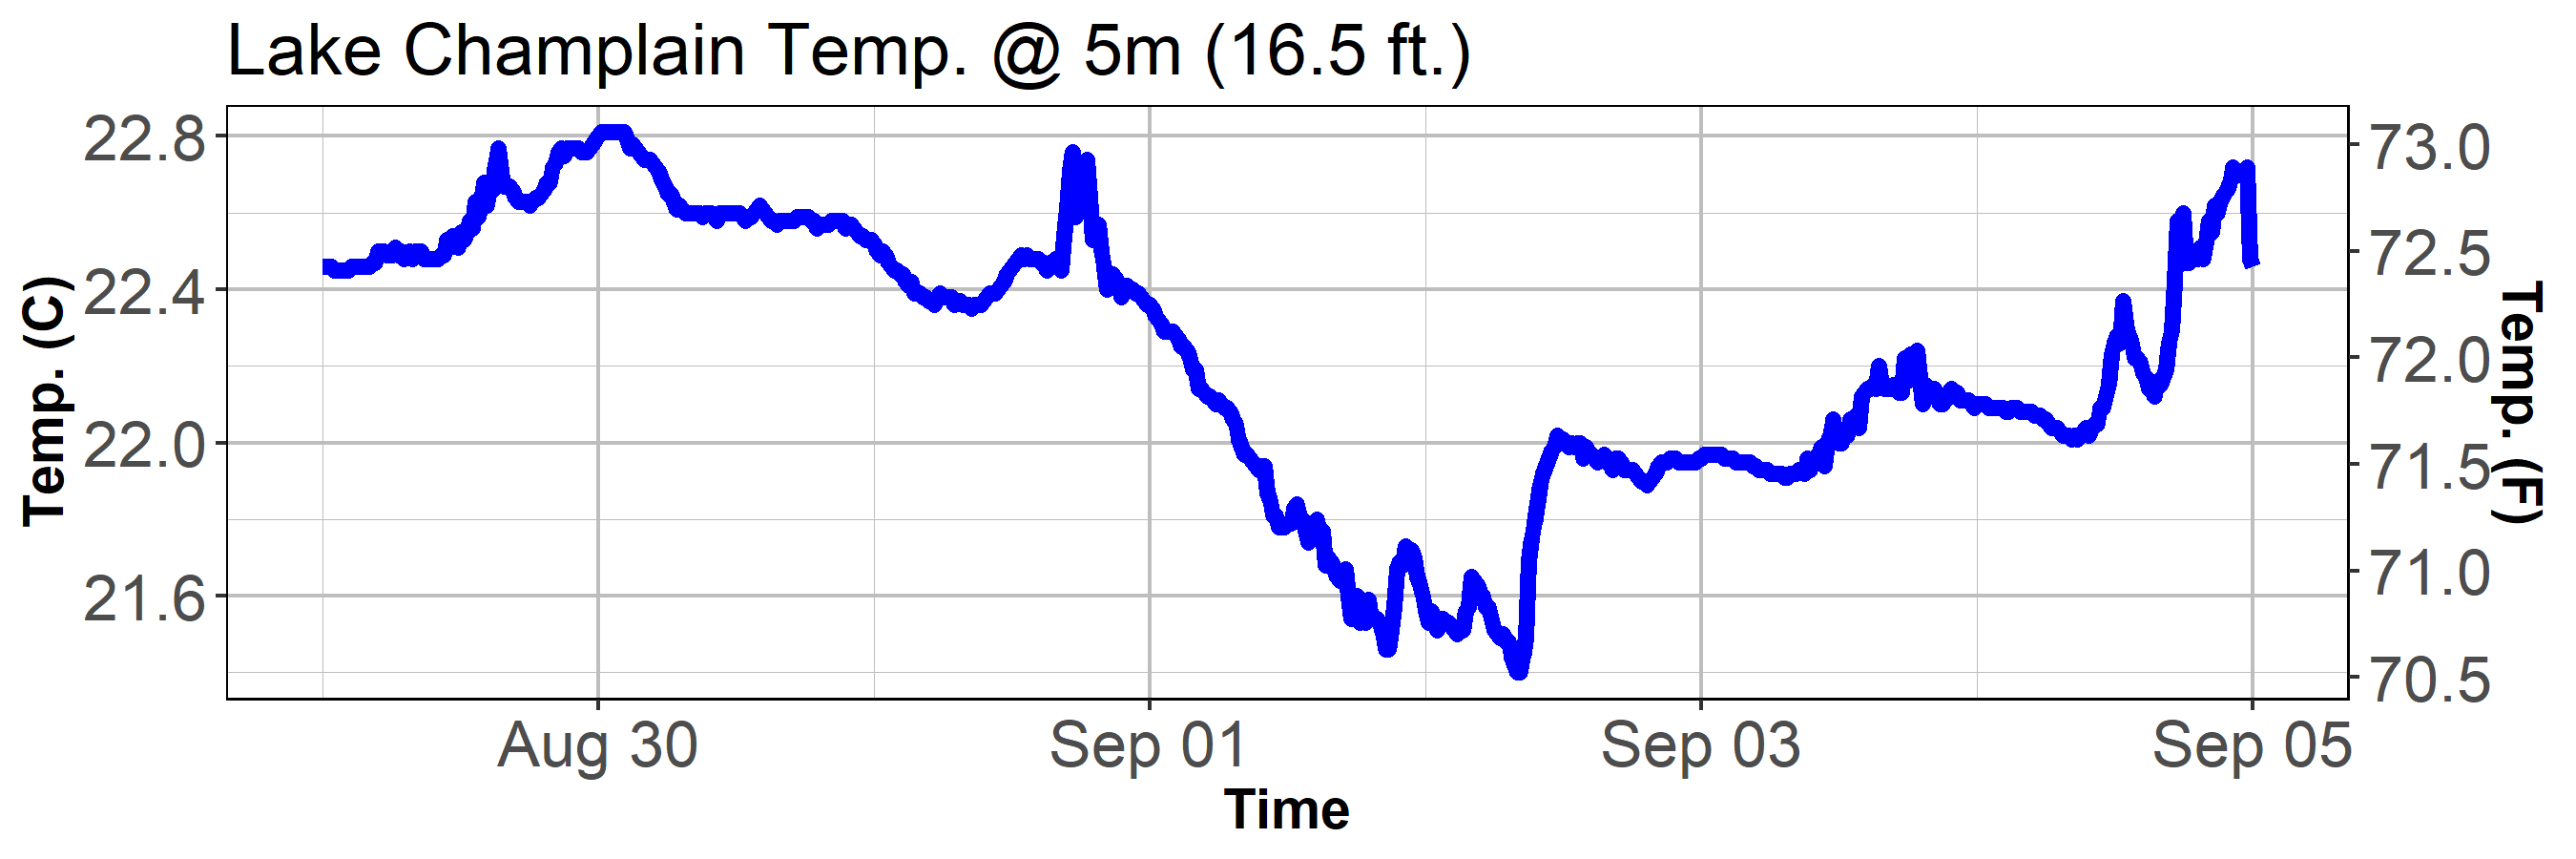 Lake Champlain Temp. @ 5m (16.5 ft.)
Temp. (C)
22.8
22.4
22.0
21.6
73.0
72.5
72.0
71.5
71.0
70.5
Temp. (F)
Aug 30
Sep 01
Sep 03
Sep 05
Time